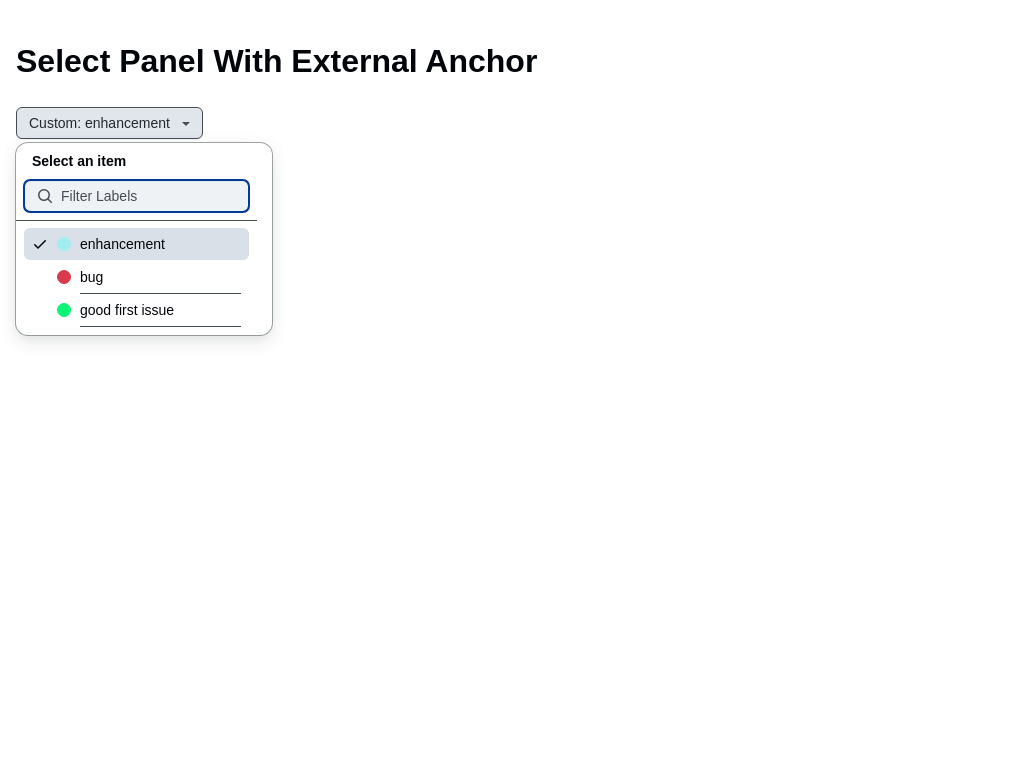 Select Panel With External Anchor
Custom: enhancement
Select an item
Filter Labels
enhancement
bug
good first issue